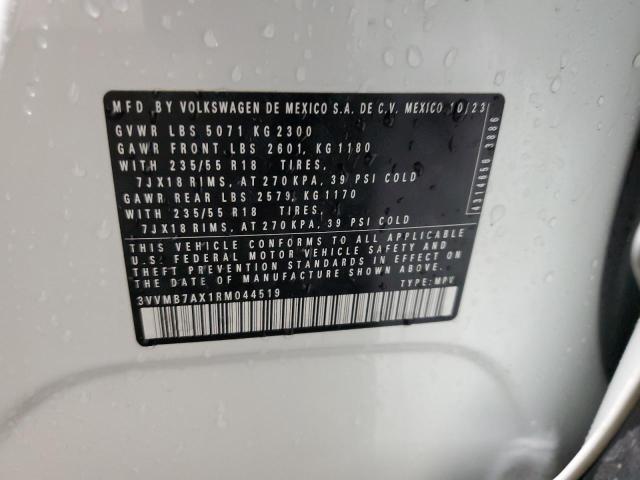 MFD. BY VOLKSWAGEN DE MEXICO S.A. DE C.V. MEXICO 10/23
GVWR LBS 5071 KG 2300
GAWR FRONT.LBS 2601, KG 1180
WITH 235/55 R18 TIRES,
7JX18 RIMS, AT 270 KPA, 39 PSI COLD
GAWR REAR LBS 2579, KG 1170
WITH 235/55 R18 TIRES,
7JX18 RIMS, AT 270 KPA, 39 PSI COLD
THIS VEHICLE CONFORMS TO ALL APPLICABLE
U.S. FEDERAL MOTOR VEHICLE SAFETY AND
THEFT PREVENTION STANDARDS IN EFFECT ON
THE DATE OF MANUFACTURE SHOWN ABOVE.
3VVMB7AX1RM044519 TYPE: MPV
3886